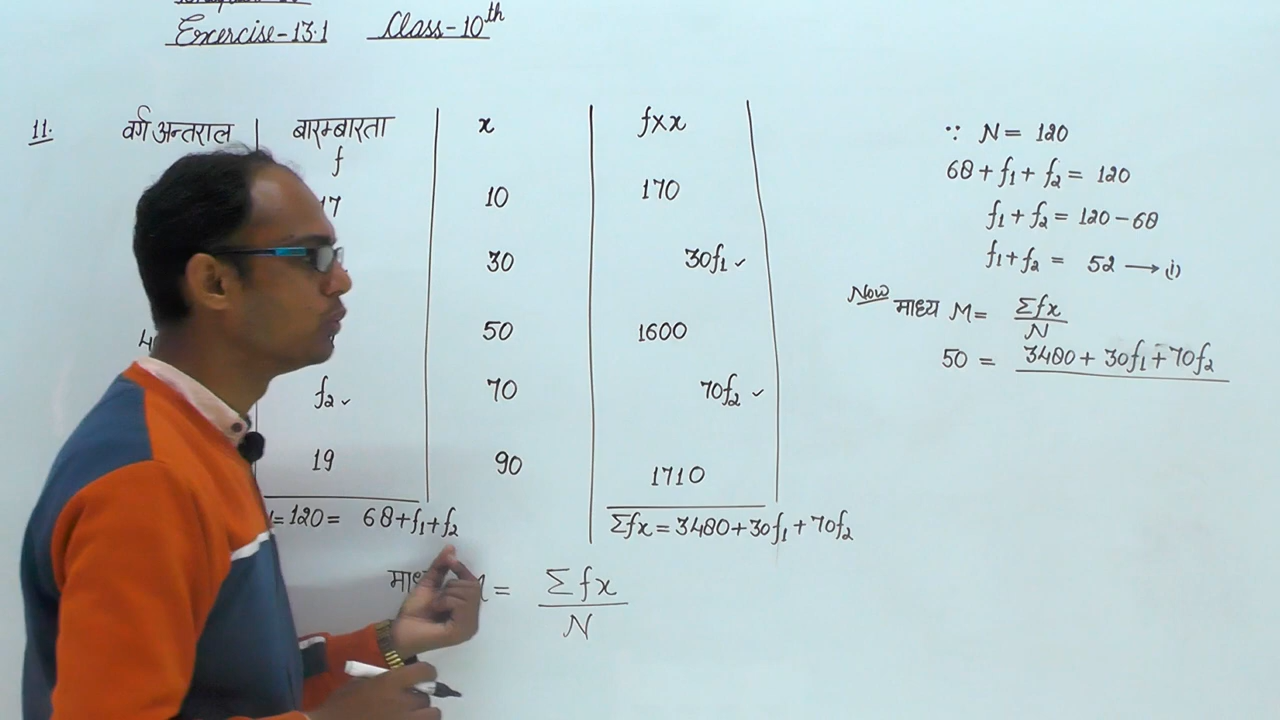 Exercise-13.1 Class-10th
11. वर्ग अन्तराल बारम्बारता x f×x
f
17 10 170
30 30f₁ ✓
50 1600
f₂ ✓ 70 70f₂ ✓
19 90 1710
=120= 68+f₁+f₂ Σfx = 3480+30f₁+70f₂
= Σfx
N
∵ N = 120
68+f₁+f₂ = 120
f₁+f₂ = 120-68
f₁+f₂ = 52 → (i)
Now माध्य M = Σfx
N
50 = 3480+30f₁+70f₂